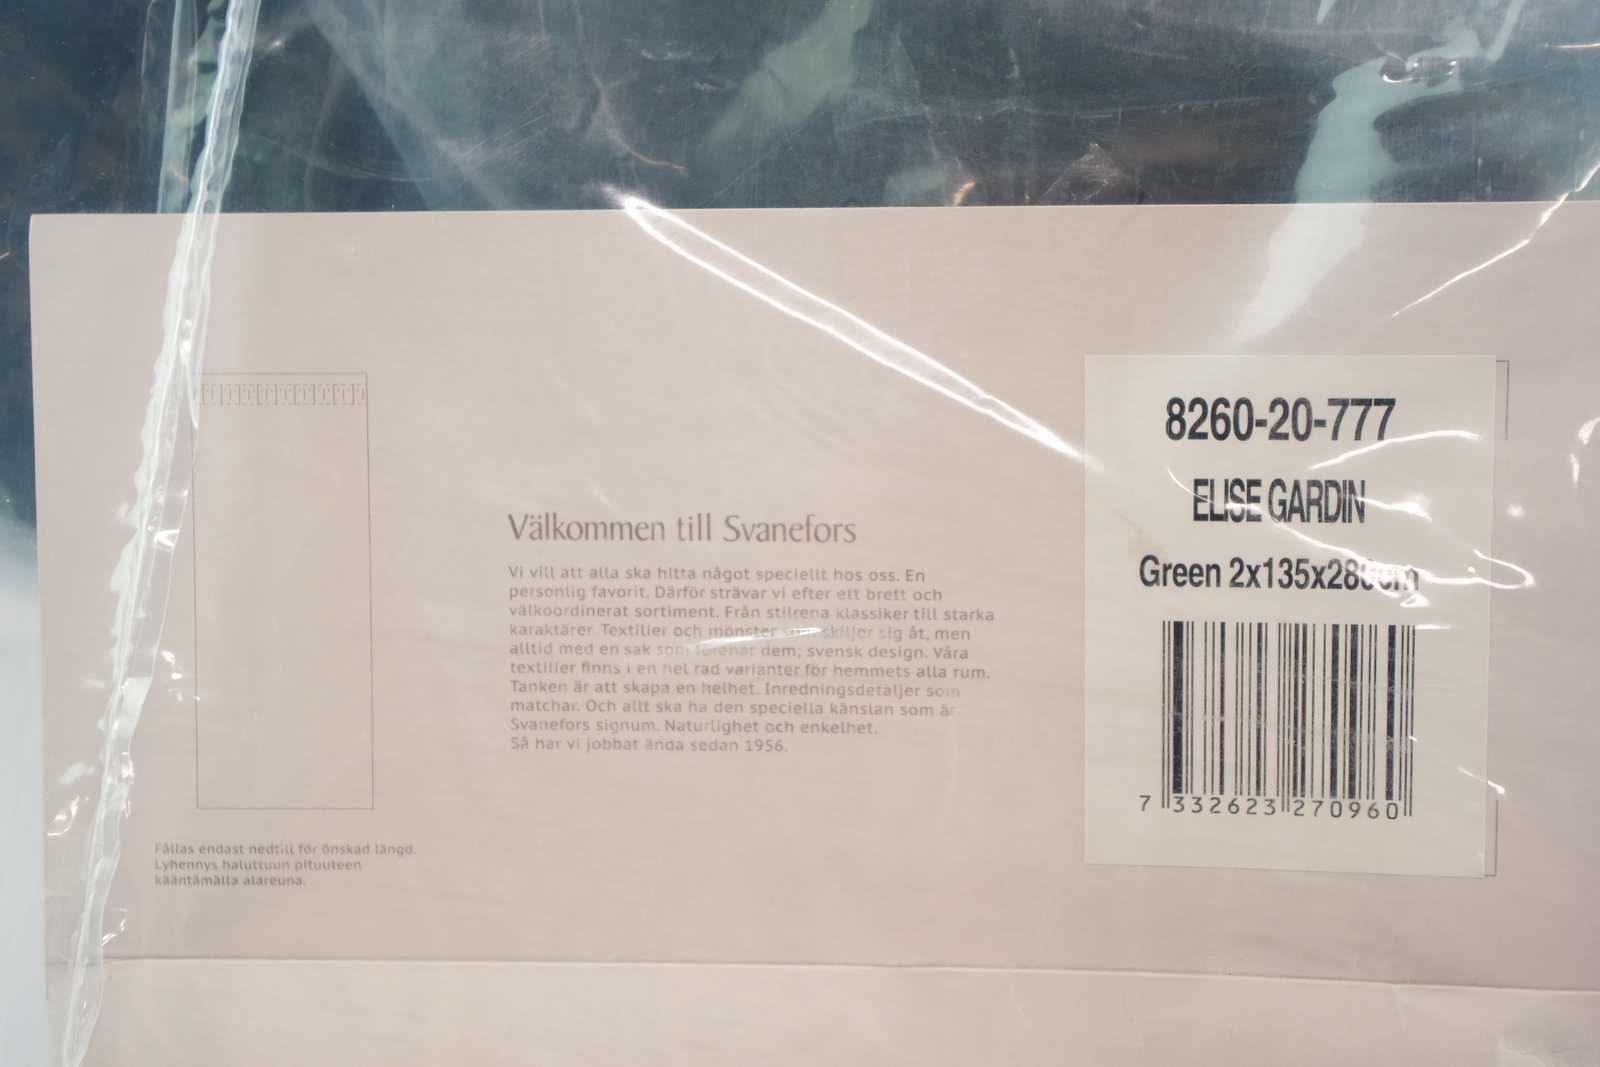 Välkommen till Svanefors
Vi vill att alla ska hitta något speciellt hos oss. En
personlig favorit. Därför strävar vi efter ett brett och
välkoordinerat sortiment. Från stilrena klassiker till starka
karaktärer. Textilier och mönster som skiljer sig åt, men
alltid med en sak som förenar dem; svensk design. Våra
textilier finns i en hel rad varianter för hemmets alla rum.
Tanken är att skapa en helhet. Inredningsdetaljer som
matchar. Och allt ska ha den speciella känslan som är
Svanefors signum. Naturlighet och enkelhet.
Så har vi jobbat ända sedan 1956.
Fållas endast nedtill för önskad längd.
Lyhennys haluttuun pituuteen
kääntämällä alareuna.
8260-20-777
ELISE GARDIN
Green 2x135x280cm
7 332623 270960